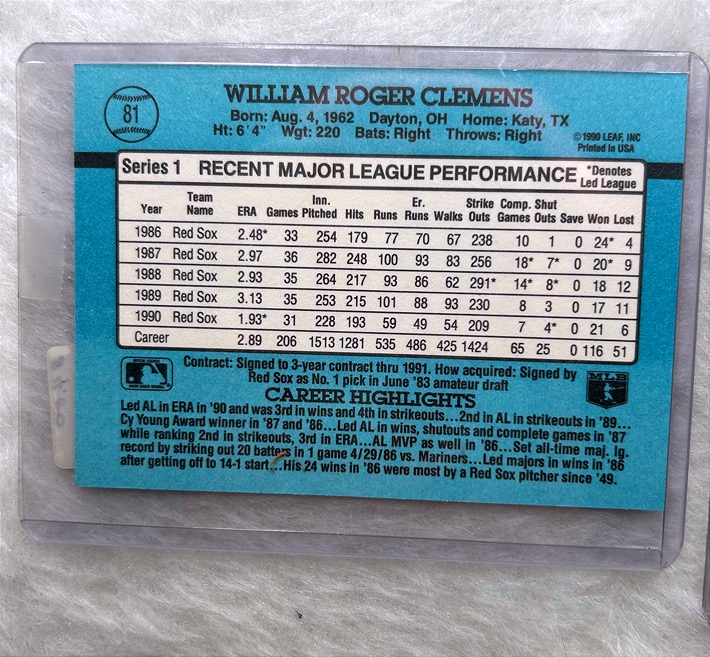 81
WILLIAM ROGER CLEMENS
Born: Aug. 4, 1962 Dayton, OH Home: Katy, TX
Ht: 6'4" Wgt: 220 Bats: Right Throws: Right
©1990 LEAF, INC
Printed in USA
Series 1 RECENT MAJOR LEAGUE PERFORMANCE *Denotes Led League
Year Team Name ERA Games Inn. Pitched Hits Runs Er. Runs Walks Strike Outs Comp. Games Shut Outs Save Won Lost
1986 Red Sox 2.48* 33 254 179 77 70 67 238 10 1 0 24* 4
1987 Red Sox 2.97 36 282 248 100 93 83 256 18* 7* 0 20* 9
1988 Red Sox 2.93 35 264 217 93 86 62 291* 14* 8* 0 18 12
1989 Red Sox 3.13 35 253 215 101 88 93 230 8 3 0 17 11
1990 Red Sox 1.93* 31 228 193 59 49 54 209 7 4* 0 21 6
Career 2.89 206 1513 1281 535 486 425 1424 65 25 0 116 51
Contract: Signed to 3-year contract thru 1991. How acquired: Signed by
Red Sox as No. 1 pick in June '83 amateur draft
MLB
CAREER HIGHLIGHTS
Led AL in ERA in '90 and was 3rd in wins and 4th in strikeouts...2nd in AL in strikeouts in '89...
Cy Young Award winner in '87 and '86...Led AL in wins, shutouts and complete games in '87
while ranking 2nd in strikeouts, 3rd in ERA...AL MVP as well in '86...Set all-time maj. lg.
record by striking out 20 batters in 1 game 4/29/86 vs. Mariners...Led majors in wins in '86
after getting off to 14-1 start...His 24 wins in '86 were most by a Red Sox pitcher since '49.